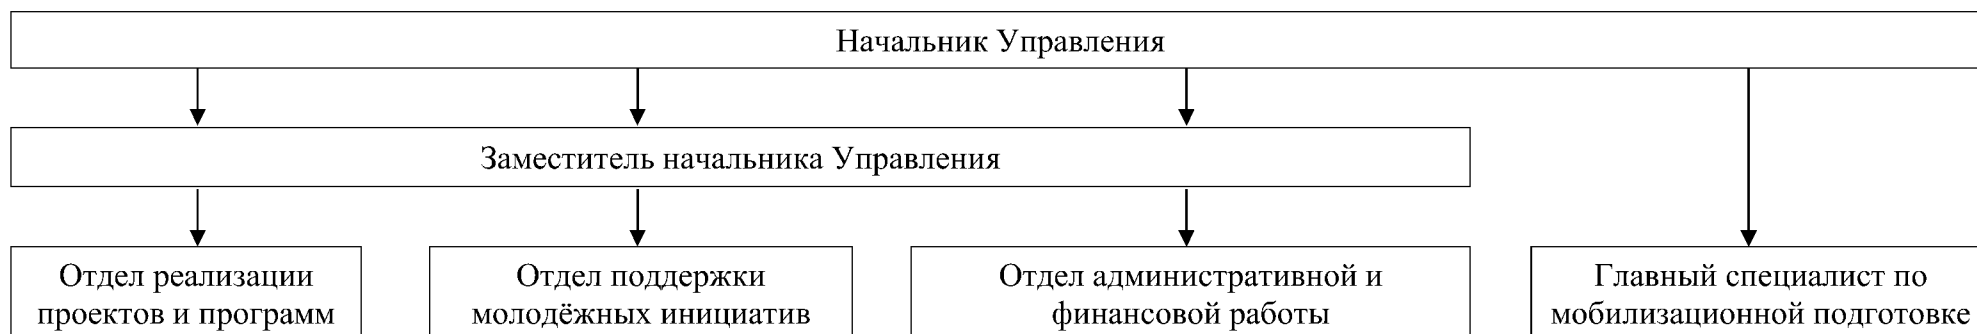 Начальник Управления
Заместитель начальника Управления
Отдел реализации
проектов и программ
Отдел поддержки
молодёжных инициатив
Отдел административной и
финансовой работы
Главный специалист по
мобилизационной подготовке